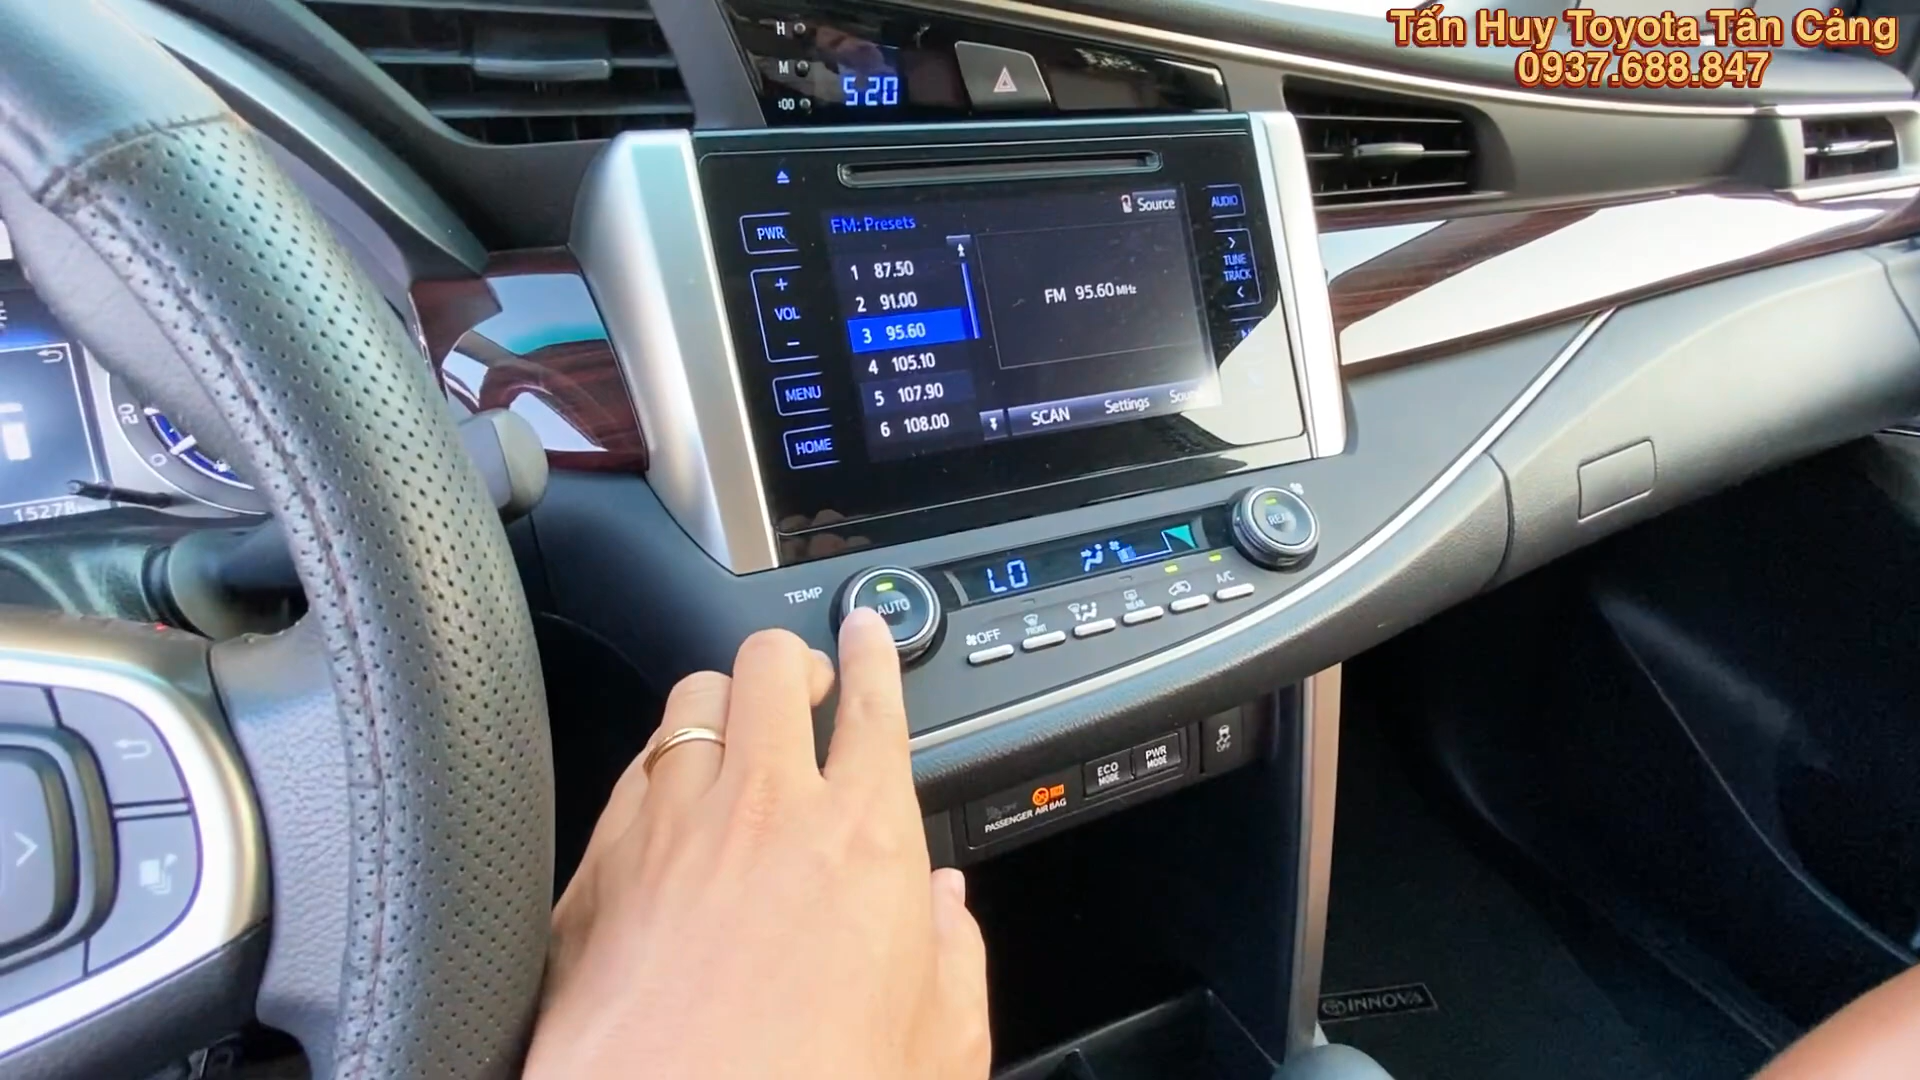 Tấn Huy Toyota Tân Cảng
0937.688.847
H
M
:00
5:20
PWR
+
VOL
-
MENU
HOME
FM: Presets
Source
1 87.50
2 91.00
3 95.60
4 105.10
5 107.90
6 108.00
FM 95.60 MHz
SCAN
Settings
AUDIO
>
TUNE
TRACK
<
TEMP
AUTO
LO
REAR
OFF
FRONT
REAR
A/C
ECO
MODE
PWR
MODE
OFF
PASSENGER AIR BAG
15278
0
INNOVA